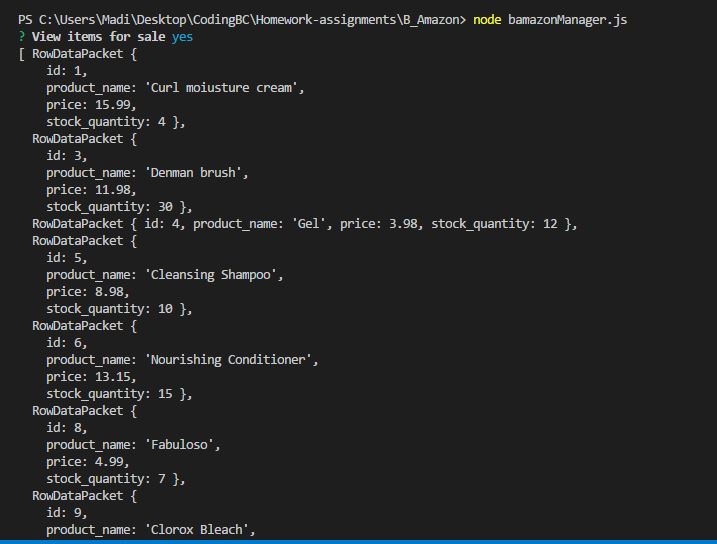 PS C:\Users\Madi\Desktop\CodingBC\Homework-assignments\B_Amazon> node bamazonManager.js
? View items for sale yes
[ RowDataPacket {
id: 1,
product_name: 'Curl moiusture cream',
price: 15.99,
stock_quantity: 4 },
RowDataPacket {
id: 3,
product_name: 'Denman brush',
price: 11.98,
stock_quantity: 30 },
RowDataPacket { id: 4, product_name: 'Gel', price: 3.98, stock_quantity: 12 },
RowDataPacket {
id: 5,
product_name: 'Cleansing Shampoo',
price: 8.98,
stock_quantity: 10 },
RowDataPacket {
id: 6,
product_name: 'Nourishing Conditioner',
price: 13.15,
stock_quantity: 15 },
RowDataPacket {
id: 8,
product_name: 'Fabuloso',
price: 4.99,
stock_quantity: 7 },
RowDataPacket {
id: 9,
product_name: 'Clorox Bleach',